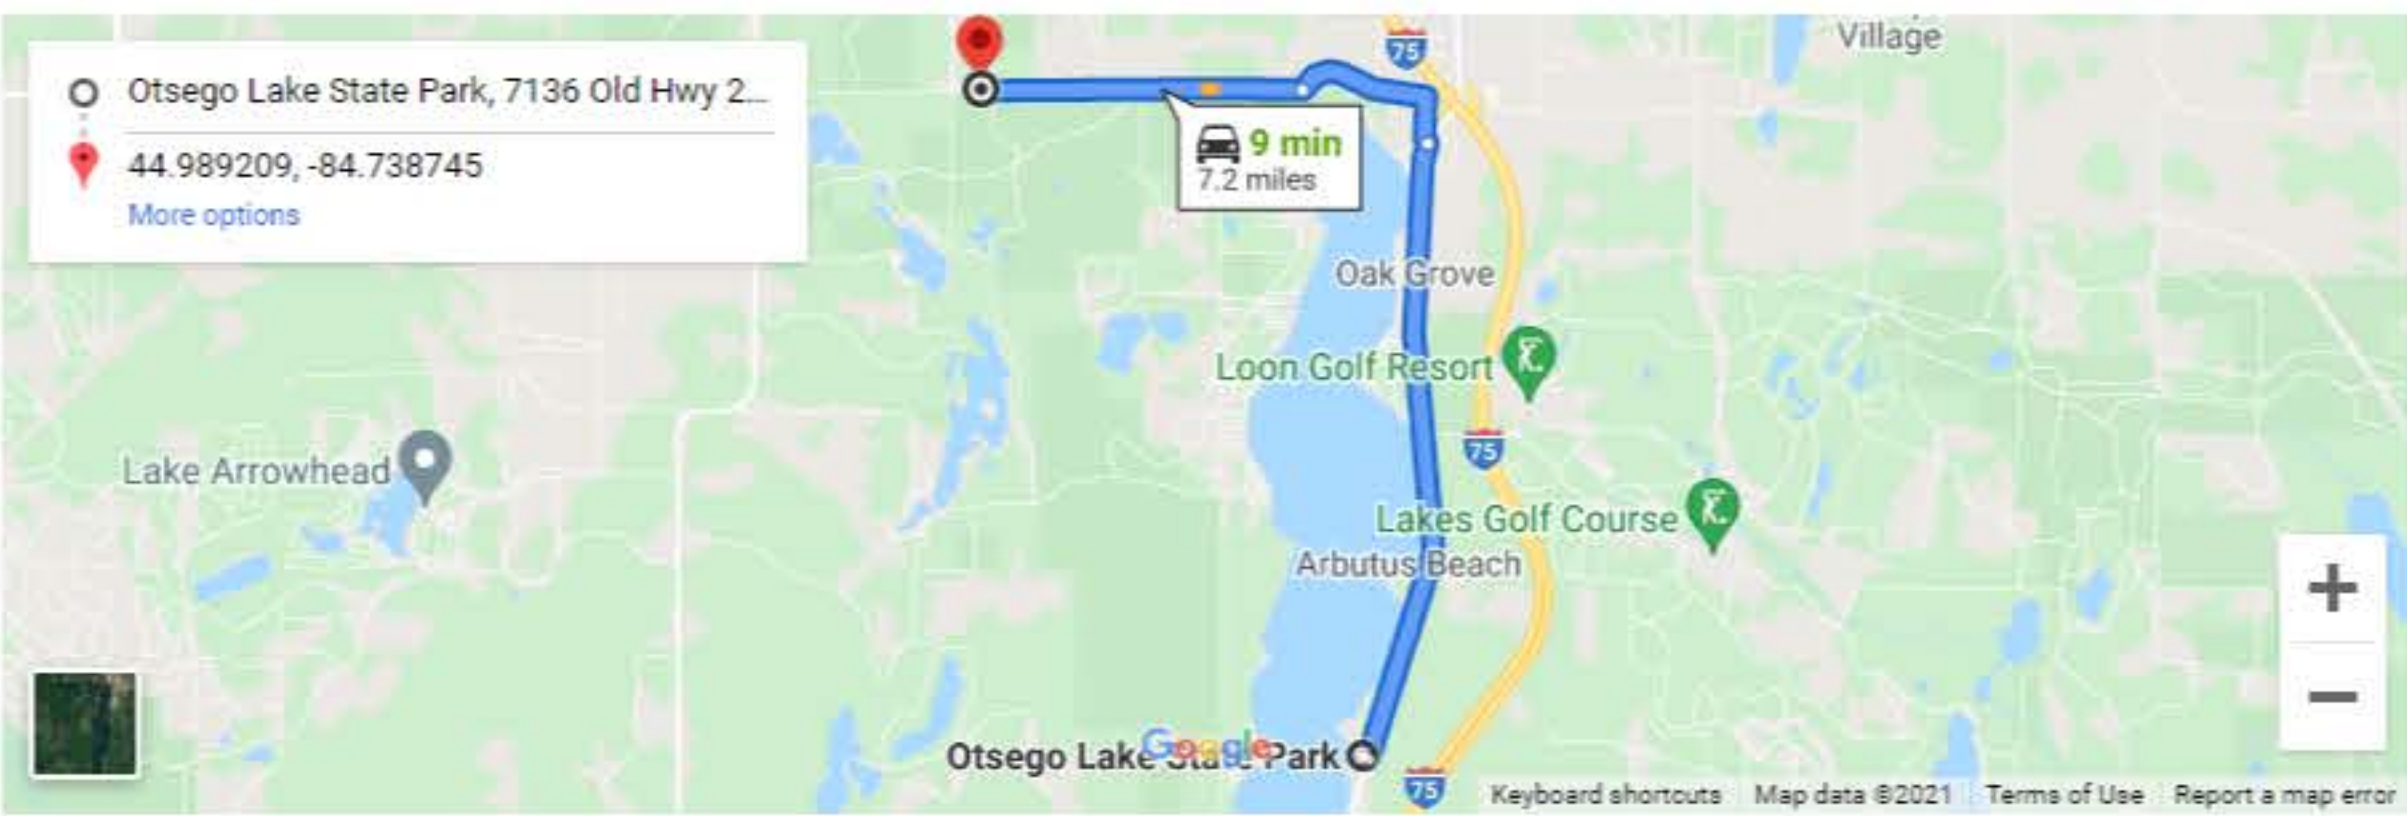 Otsego Lake State Park, 7136 Old Hwy 2...
44.989209, -84.738745
More options
75
Village
9 min
7.2 miles
Oak Grove
Loon Golf Resort
75
Lake Arrowhead
Lakes Golf Course
Arbutus Beach
Google
Otsego Lake State Park
75
Keyboard shortcuts
Map data ©2021
Terms of Use
Report a map error